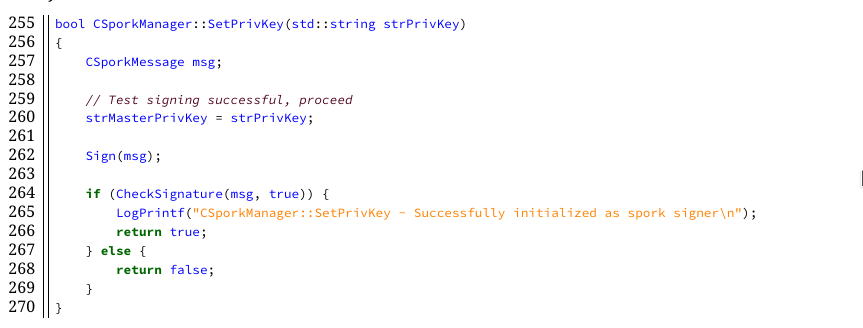 255 bool CSporkManager::SetPrivKey(std::string strPrivKey)
256 {
257     CSporkMessage msg;
258
259     // Test signing successful, proceed
260     strMasterPrivKey = strPrivKey;
261
262     Sign(msg);
263
264     if (CheckSignature(msg, true)) {
265         LogPrintf("CSporkManager::SetPrivKey - Successfully initialized as spork signer\n");
266         return true;
267     } else {
268         return false;
269     }
270 }